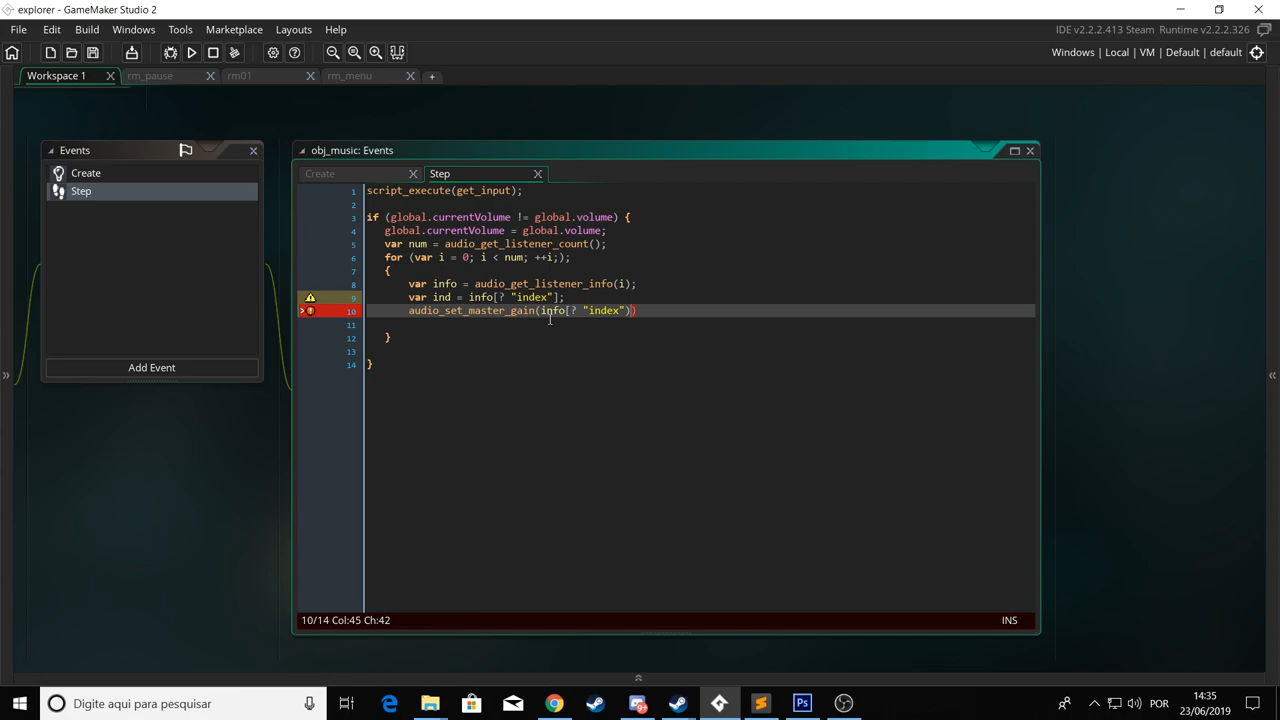 explorer - GameMaker Studio 2
File Edit Build Windows Tools Marketplace Layouts Help
IDE v2.2.2.413 Steam Runtime v2.2.2.326
Windows | Local | VM | Default | default
Workspace 1 rm_pause rm01 rm_menu
Events
Create
Step
Add Event
obj_music: Events
Create Step
1 script_execute(get_input);
2
3 if (global.currentVolume != global.volume) {
4 global.currentVolume = global.volume;
5 var num = audio_get_listener_count();
6 for (var i = 0; i < num; ++i;);
7 {
8 var info = audio_get_listener_info(i);
9 var ind = info[? "index"];
10 audio_set_master_gain(info[? "index"))
11
12 }
13
14 }
10/14 Col:45 Ch:42
INS
Digite aqui para pesquisar
9+
POR
14:35
23/06/2019